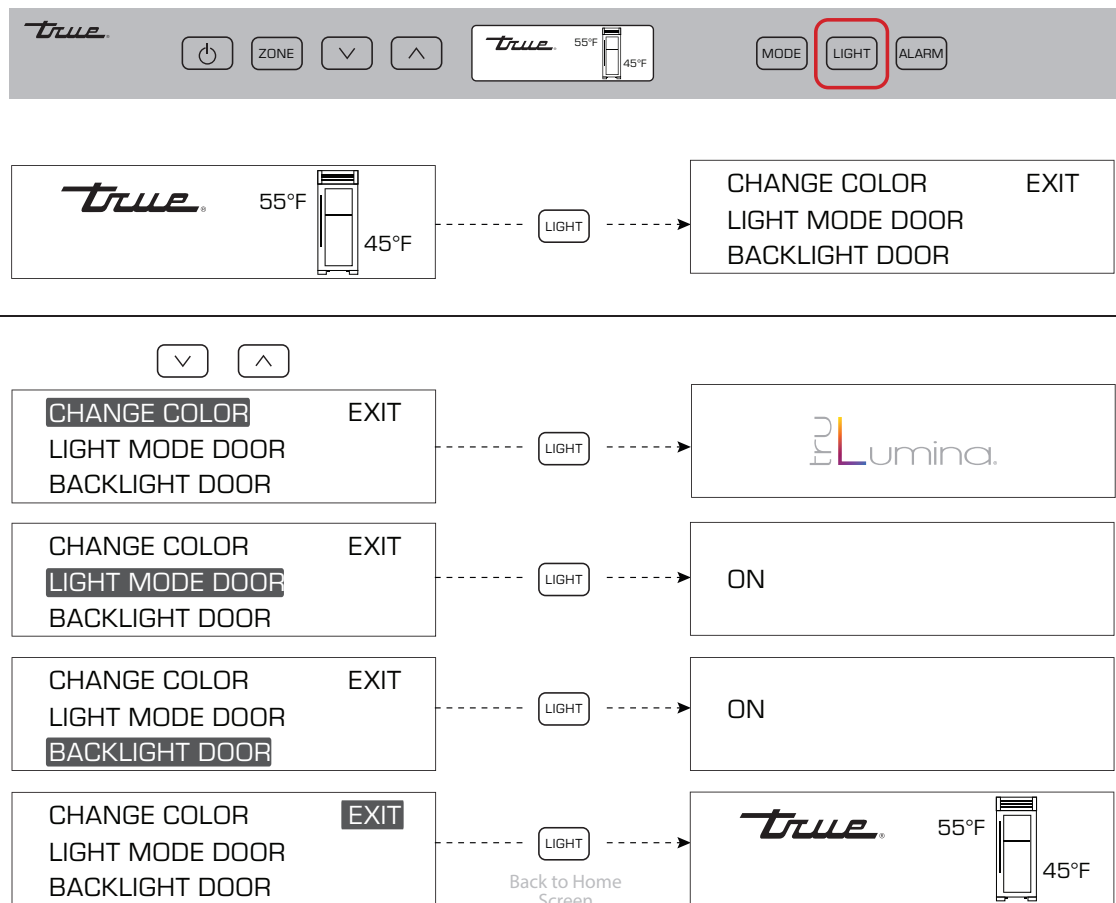 true®
ZONE
true® 55°F
45°F
MODE LIGHT ALARM
true® 55°F
45°F
LIGHT
CHANGE COLOR EXIT
LIGHT MODE DOOR
BACKLIGHT DOOR
CHANGE COLOR EXIT
LIGHT MODE DOOR
BACKLIGHT DOOR
LIGHT
tru Lumina®
CHANGE COLOR EXIT
LIGHT MODE DOOR
BACKLIGHT DOOR
LIGHT
ON
CHANGE COLOR EXIT
LIGHT MODE DOOR
BACKLIGHT DOOR
LIGHT
ON
CHANGE COLOR EXIT
LIGHT MODE DOOR
BACKLIGHT DOOR
LIGHT
Back to Home
Screen
true® 55°F
45°F